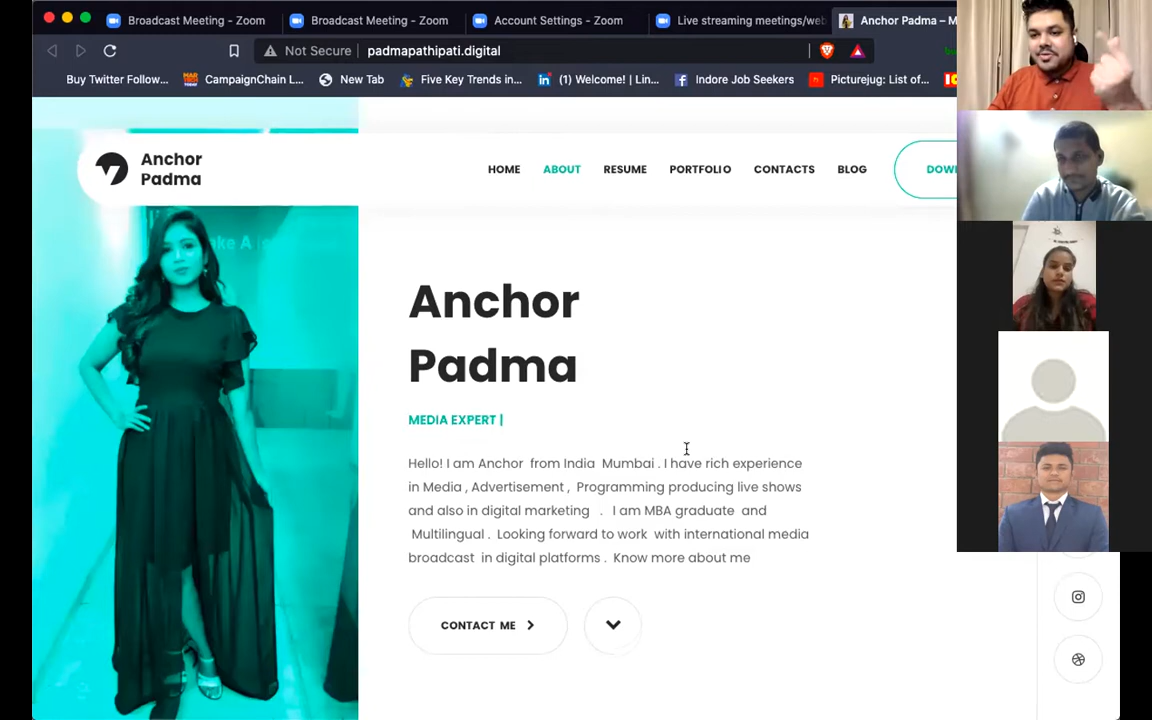 Broadcast Meeting - Zoom
Broadcast Meeting - Zoom
Account Settings - Zoom
Live streaming meetings/web
Anchor Padma – M
Not Secure
padmapathipati.digital
Buy Twitter Follow...
CampaignChain L...
New Tab
Five Key Trends in...
(1) Welcome! | Lin...
Indore Job Seekers
Picturejug: List of...
Anchor
Padma
HOME
ABOUT
RESUME
PORTFOLIO
CONTACTS
BLOG
DOW
Anchor
Padma
MEDIA EXPERT |
Hello! I am Anchor from India Mumbai . I have rich experience
in Media , Advertisement , Programming producing live shows
and also in digital marketing . I am MBA graduate and
Multilingual . Looking forward to work with international media
broadcast in digital platforms . Know more about me
CONTACT ME